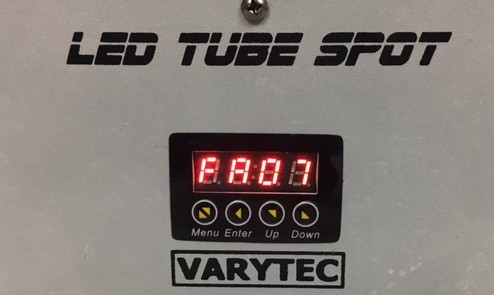 LED TUBE SPOT
FA07
Menu Enter Up Down
VARYTEC